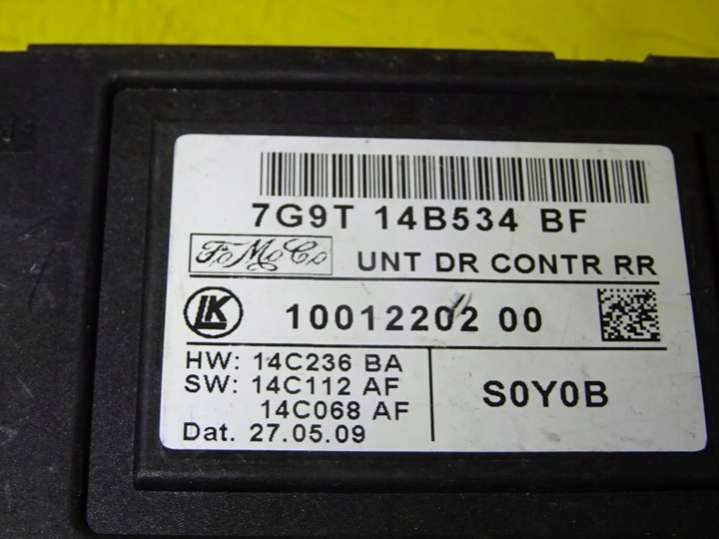 7G9T 14B534 BF
FoMoCo
UNT DR CONTR RR
LK
10012202 00
HW: 14C236 BA
SW: 14C112 AF
14C068 AF
Dat. 27.05.09
S0Y0B